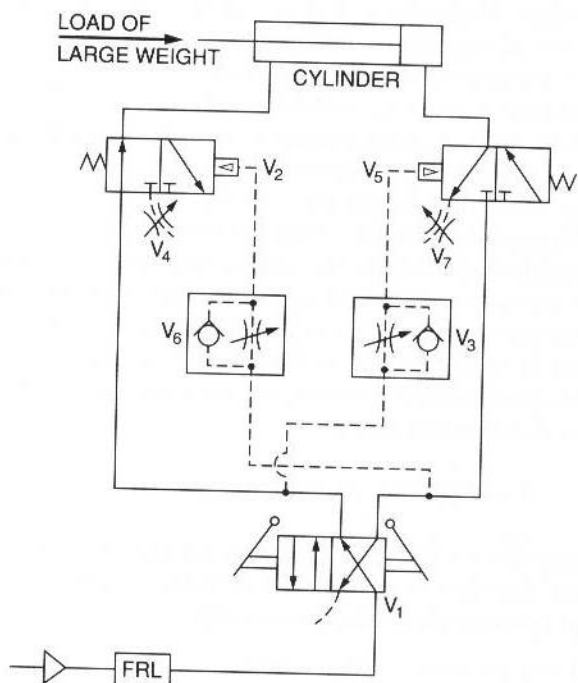 LOAD OF
LARGE WEIGHT
CYLINDER
V2
V5
V4
V7
V6
V3
V1
FRL